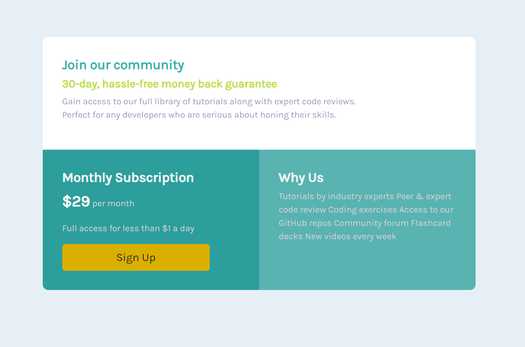 Join our community
30-day, hassle-free money back guarantee
Gain access to our full library of tutorials along with expert code reviews.
Perfect for any developers who are serious about honing their skills.
Monthly Subscription
$29 per month
Full access for less than $1 a day
Sign Up
Why Us
Tutorials by industry experts Peer & expert
code review Coding exercises Access to our
GitHub repos Community forum Flashcard
decks New videos every week